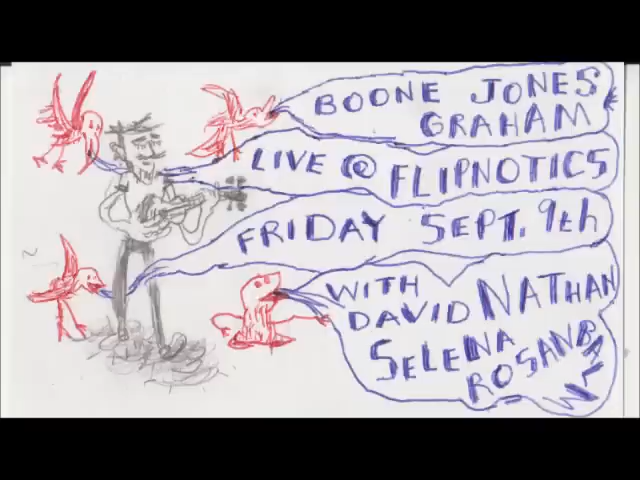 BOONE JONES
GRAHAM
LIVE @ FLIPNOTICS
FRIDAY SEPT. 9th
WITH
DAVID NATHAN
SELENA
ROSANBALM